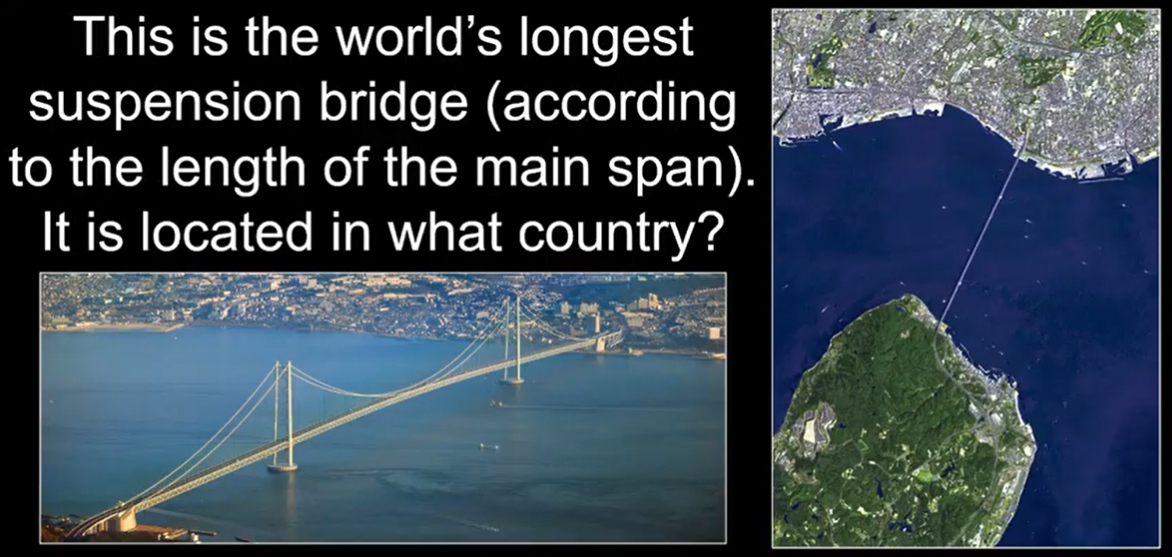 This is the world’s longest
suspension bridge (according
to the length of the main span).
It is located in what country?